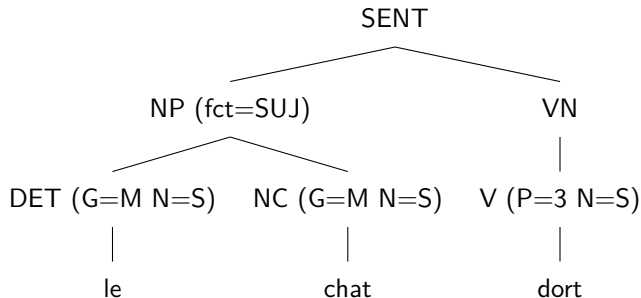 SENT
NP (fct=SUJ) VN
DET (G=M N=S) NC (G=M N=S) V (P=3 N=S)
le chat dort